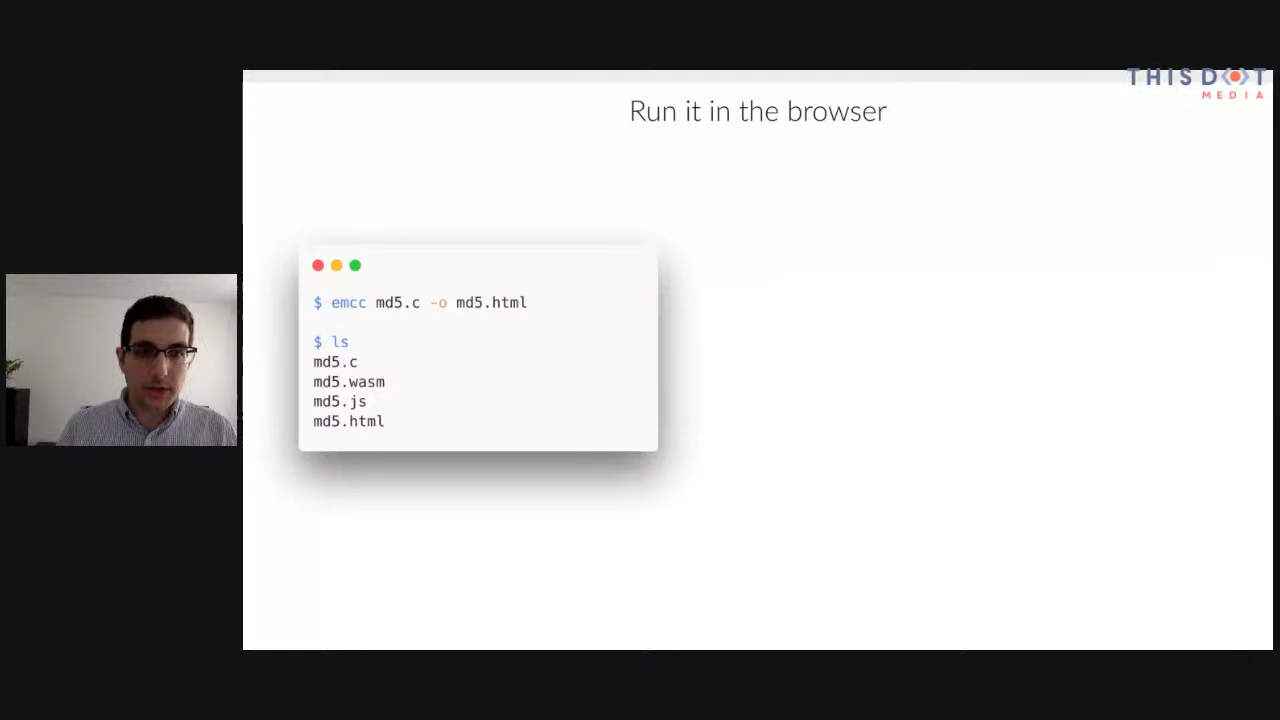 THIS DOT
MEDIA
Run it in the browser
$ emcc md5.c -o md5.html
$ ls
md5.c
md5.wasm
md5.js
md5.html